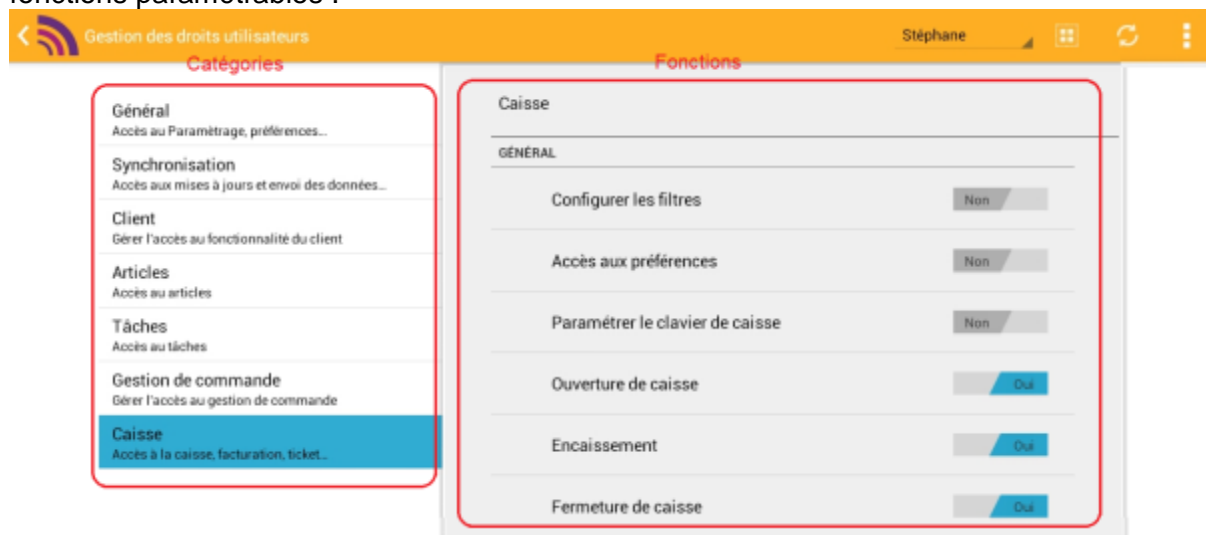 fonctions paramétrables :
Gestion des droits utilisateurs
Stéphane
Catégories
Fonctions
Général
Accès au Paramètrage, préférences...
Synchronisation
Accès aux mises à jours et envoi des données...
Client
Gérer l'accès au fonctionnalité du client
Articles
Accès au articles
Tâches
Accès au tâches
Gestion de commande
Gérer l'accès au gestion de commande
Caisse
Accès à la caisse, facturation, ticket...
Caisse
GÉNÉRAL
Configurer les filtres
Non
Accès aux préférences
Non
Paramétrer le clavier de caisse
Non
Ouverture de caisse
Oui
Encaissement
Oui
Fermeture de caisse
Oui